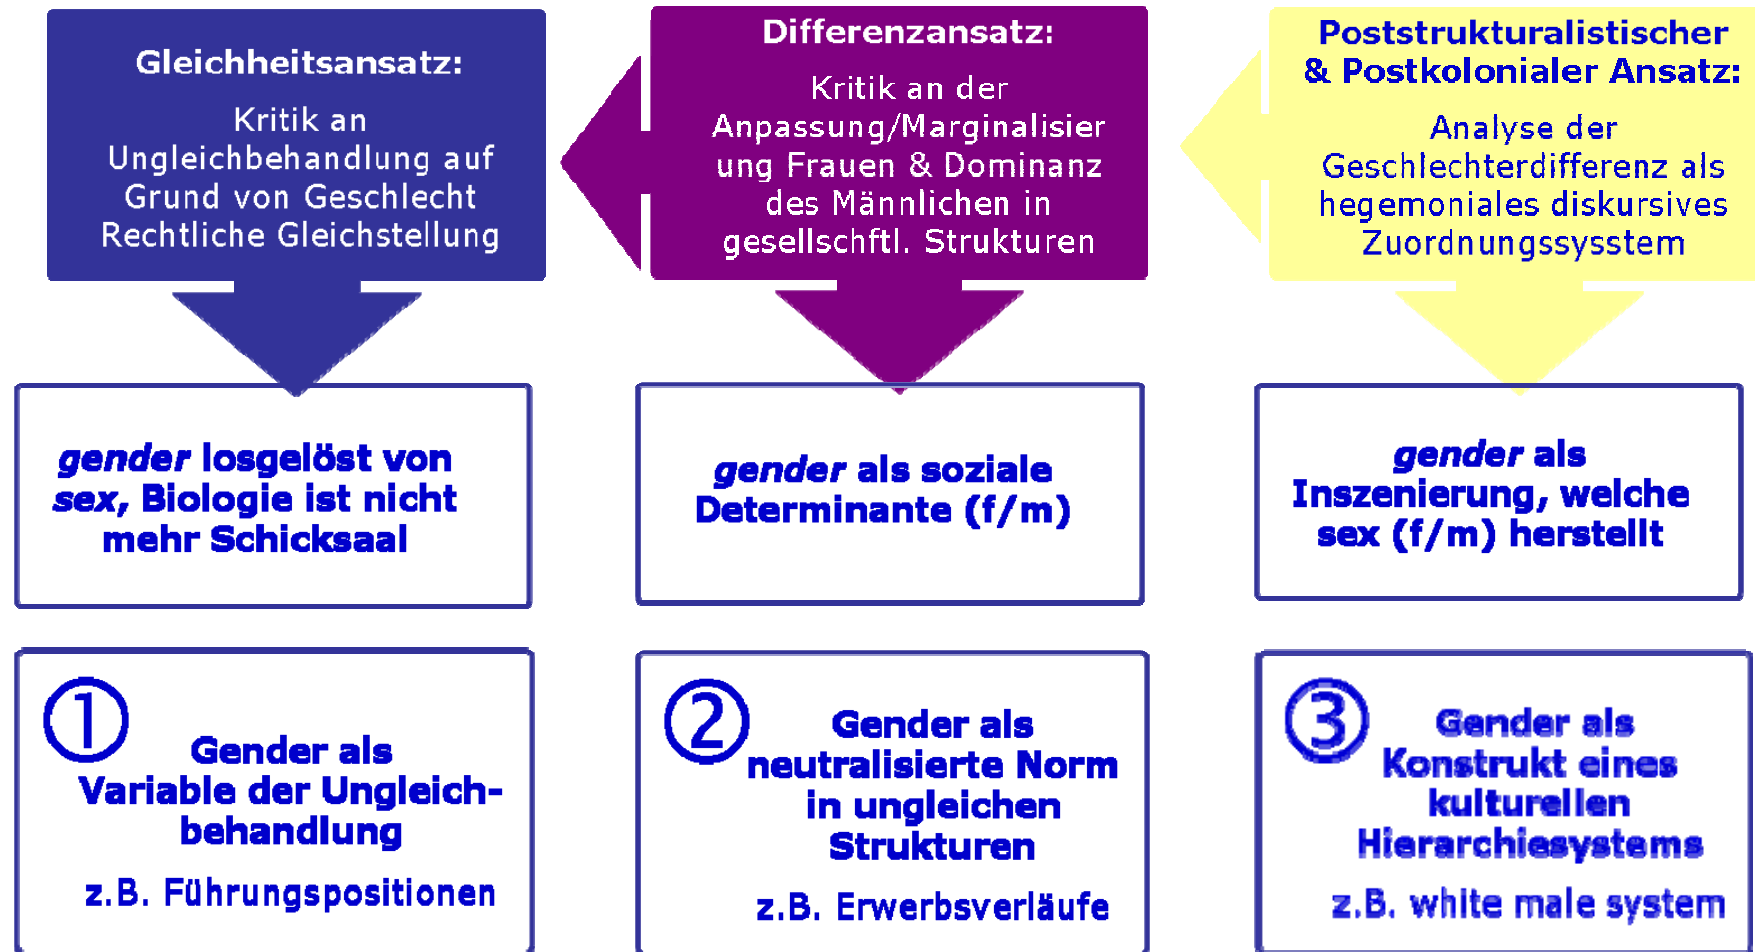 Gleichheitsansatz:
Kritik an
Ungleichbehandlung auf
Grund von Geschlecht
Rechtliche Gleichstellung
Differenzansatz:
Kritik an der
Anpassung/Marginalisier
ung Frauen & Dominanz
des Männlichen in
gesellschftl. Strukturen
Poststrukturalistischer
& Postkolonialer Ansatz:
Analyse der
Geschlechterdifferenz als
hegemoniales diskursives
Zuordnungssysstem
gender losgelöst von
sex, Biologie ist nicht
mehr Schicksaal
gender als soziale
Determinante (f/m)
gender als
Inszenierung, welche
sex (f/m) herstellt
①
Gender als
Variable der Ungleich-
behandlung
z.B. Führungspositionen
②
Gender als
neutralisierte Norm
in ungleichen
Strukturen
z.B. Erwerbsverläufe
③
Gender als
Konstrukt eines
kulturellen
Hierarchiesystems
z.B. white male system